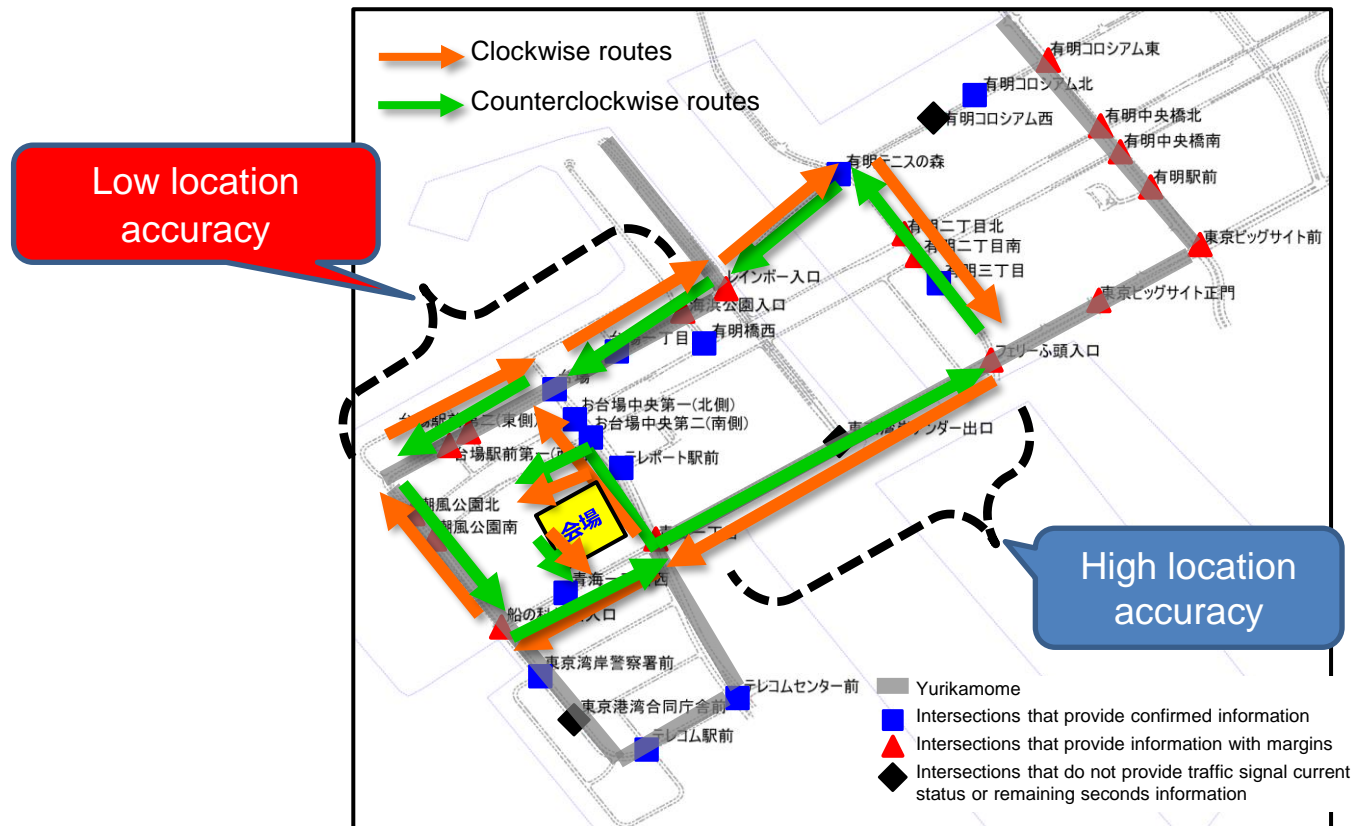 Clockwise routes
Counterclockwise routes
Low location
accuracy
有明コロシアム東
有明コロシアム北
有明コロシアム西
有明中央橋北
有明中央橋南
有明テニスの森
有明駅前
有明二丁目北
有明二丁目南
有明三丁目
東京ビッグサイト前
東京ビッグサイト正門
レインボー入口
海浜公園入口
有明橋西
台場一丁目
フェリーふ頭入口
台場
お台場中央第一(北側)
お台場中央第二(南側)
テレポート駅前
潮風公園北
潮風公園南
会場
High location
accuracy
東京湾岸警察署前
東京港湾合同庁舎前
テレコムセンター前
テレコム駅前
Yurikamome
Intersections that provide confirmed information
Intersections that provide information with margins
Intersections that do not provide traffic signal current
status or remaining seconds information